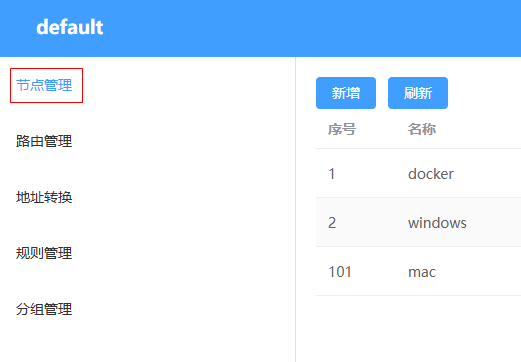 default
节点管理
路由管理
地址转换
规则管理
分组管理
新增 刷新
序号 名称
1 docker
2 windows
101 mac